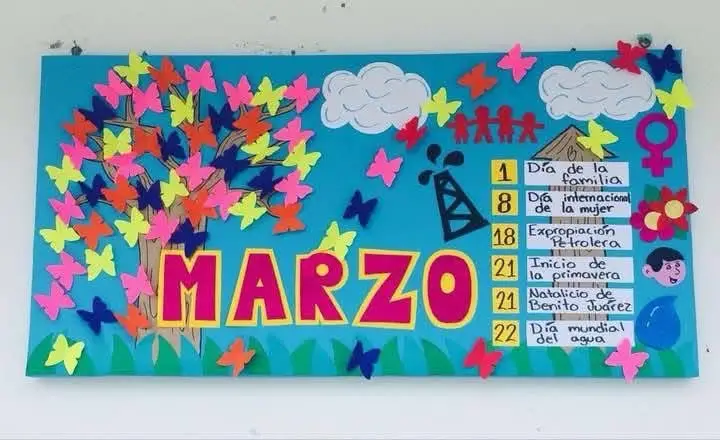 MARZO
1 Día de la
familia
8 Día internacional
de la mujer
18 Expropiación
Petrolera
21 Inicio de
la primavera
21 Natalicio de
Benito Juárez
22 Día mundial
del agua